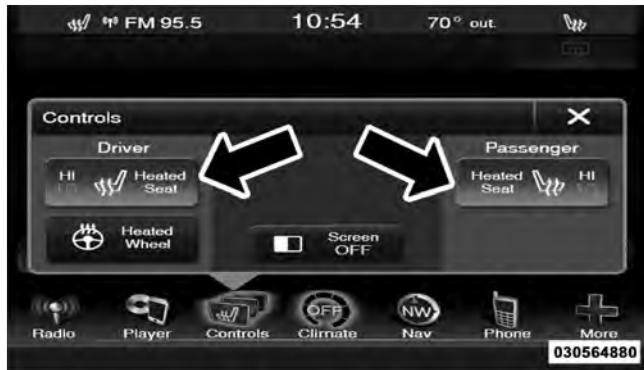 FM 95.5 10:54 70° out.
Controls
Driver Passenger
HI Heated Seat Heated Seat HI
LO
Heated Wheel Screen OFF
OFF NW
Radio Player Controls Climate Nav Phone More
030564880